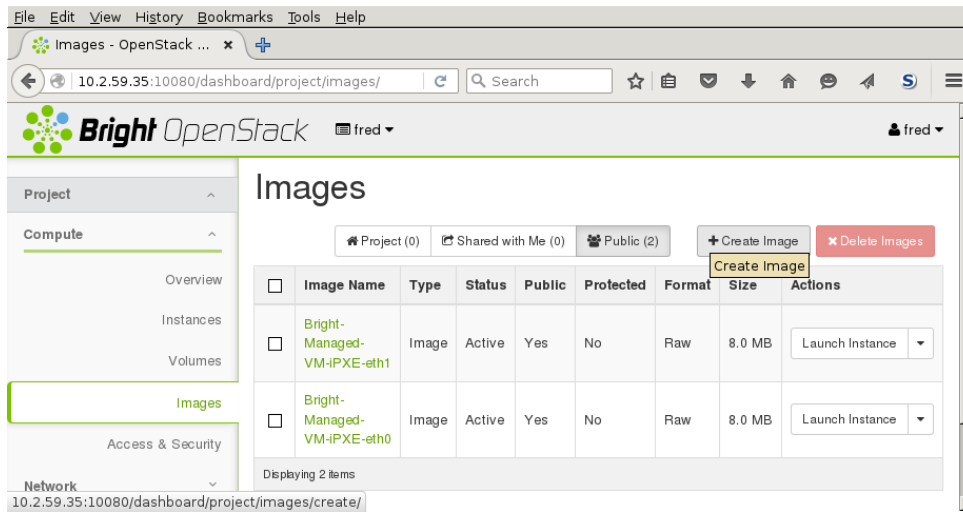 File Edit View History Bookmarks Tools Help
Images - OpenStack ...
10.2.59.35:10080/dashboard/project/images/ Search
Bright OpenStack fred fred
Project
Images
Compute
Project (0) Shared with Me (0) Public (2) Create Image Delete Images
Create Image
Overview
Image Name Type Status Public Protected Format Size Actions
Instances
Bright-
Managed-
VM-iPXE-eth1
Image Active Yes No Raw 8.0 MB Launch Instance
Volumes
Images
Bright-
Managed-
VM-iPXE-eth0
Image Active Yes No Raw 8.0 MB Launch Instance
Access & Security
Displaying 2 items
Network
10.2.59.35:10080/dashboard/project/images/create/